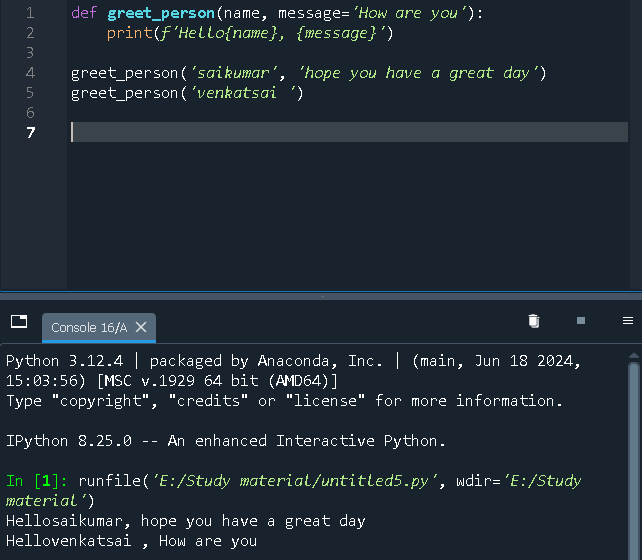 1 def greet_person(name, message='How are you'):
2     print(f'Hello{name}, {message}')
3
4 greet_person('saikumar', 'hope you have a great day')
5 greet_person('venkatsai ')
6
7
Console 16/A
Python 3.12.4 | packaged by Anaconda, Inc. | (main, Jun 18 2024,
15:03:56) [MSC v.1929 64 bit (AMD64)]
Type "copyright", "credits" or "license" for more information.
IPython 8.25.0 -- An enhanced Interactive Python.
In [1]: runfile('E:/Study material/untitled5.py', wdir='E:/Study
material')
Hellosaikumar, hope you have a great day
Hellovenkatsai , How are you